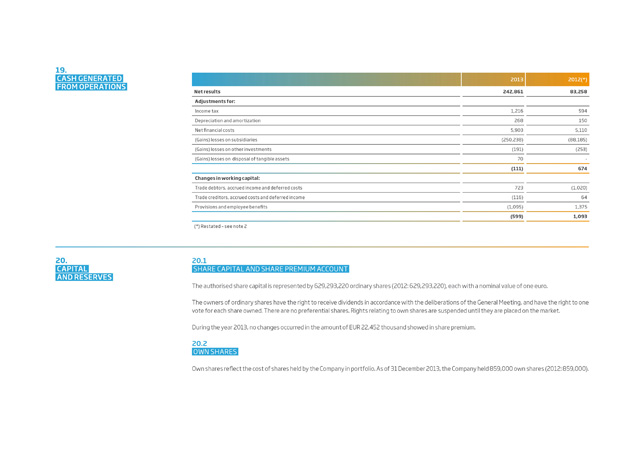 19.
CASH GENERATED
FROM OPERATIONS
2013 2012(*)
Net results 242,861 83,258
Adjustments for:
Income tax 1,216 594
Depreciation and amortization 268 150
Net financial costs 5,903 5,110
(Gains) losses on subsidiaries (250,238) (88,185)
(Gains) losses on other investments (191) (253)
(Gains) losses on disposal of tangible assets 70 -
(111) 674
Changes in working capital:
Trade debtors, accrued income and deferred costs 723 (1,020)
Trade creditors, accrued costs and deferred income (116) 64
Provisions and employee benefits (1,095) 1,375
(599) 1,093
(*) Restated - see note 2
20.
CAPITAL
AND RESERVES
20.1
SHARE CAPITAL AND SHARE PREMIUM ACCOUNT
The authorised share capital is represented by 629,293,220 ordinary shares (2012: 629,293,220), each with a nominal value of one euro.
The owners of ordinary shares have the right to receive dividends in accordance with the deliberations of the General Meeting, and have the right to one
vote for each share owned. There are no preferential shares. Rights relating to own shares are suspended until they are placed on the market.
During the year 2013, no changes occurred in the amount of EUR 22,452 thousand showed in share premium.
20.2
OWN SHARES
Own shares reflect the cost of shares held by the Company in portfolio. As of 31 December 2013, the Company held 859,000 own shares (2012: 859,000).